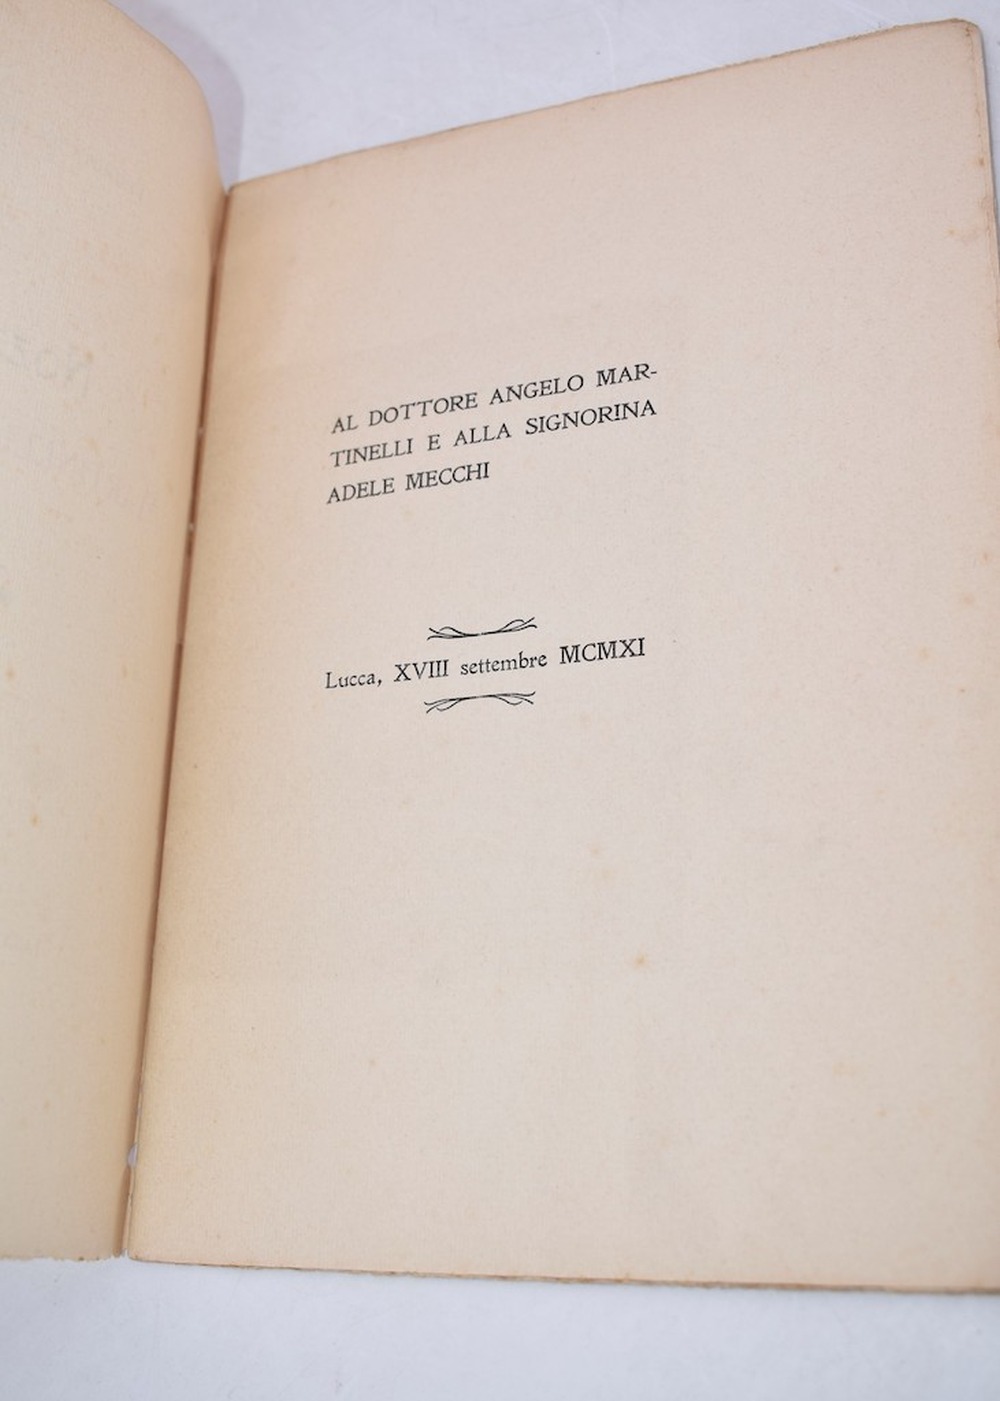 AL DOTTORE ANGELO MAR-
TINELLI E ALLA SIGNORINA
ADELE MECCHI
Lucca, XVIII settembre MCMXI